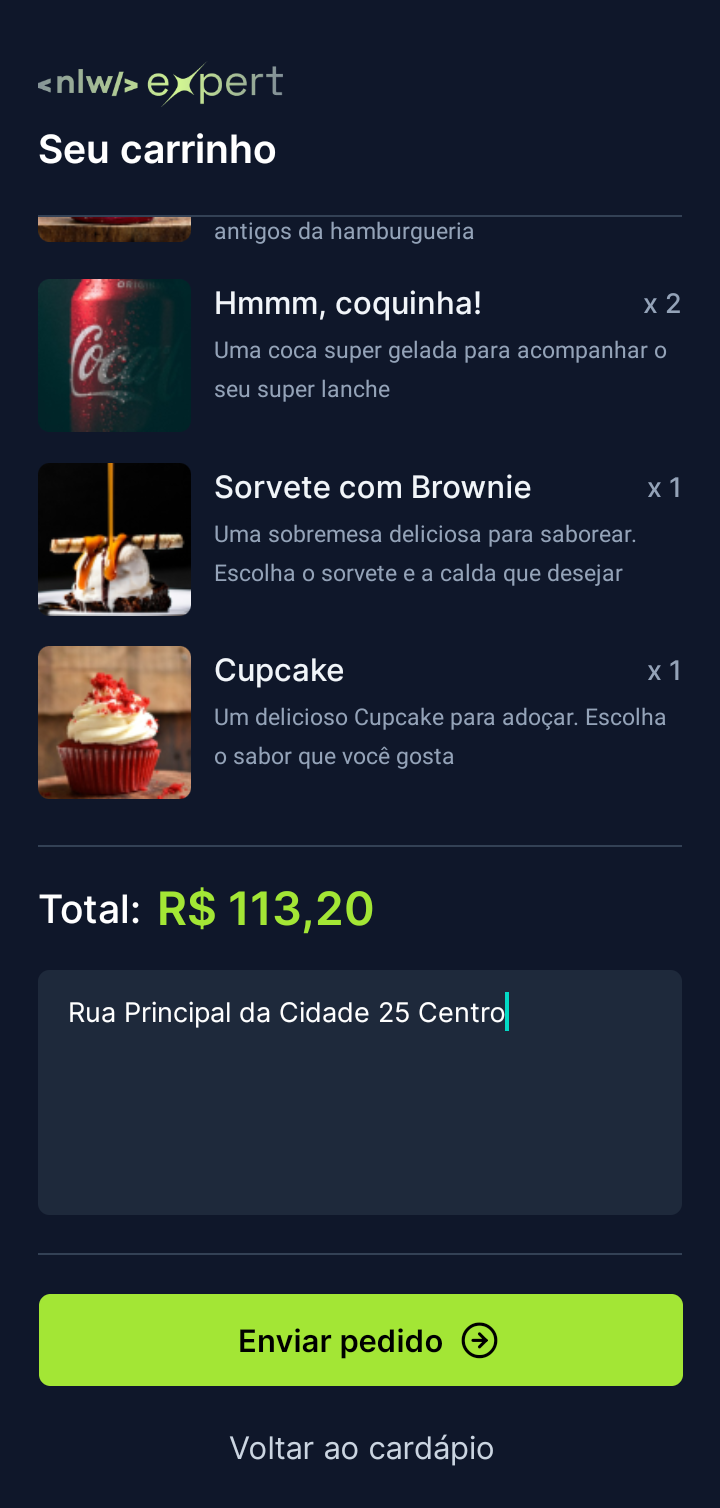 <nlw/> expert
Seu carrinho
antigos da hamburgueria
ORIGIN
Hmmm, coquinha!
x 2
Coca
Uma coca super gelada para acompanhar o
seu super lanche
Sorvete com Brownie
x 1
Uma sobremesa deliciosa para saborear.
Escolha o sorvete e a calda que desejar
Cupcake
x 1
Um delicioso Cupcake para adoçar. Escolha
o sabor que você gosta
Total: R$ 113,20
Rua Principal da Cidade 25 Centro
Enviar pedido
Voltar ao cardápio